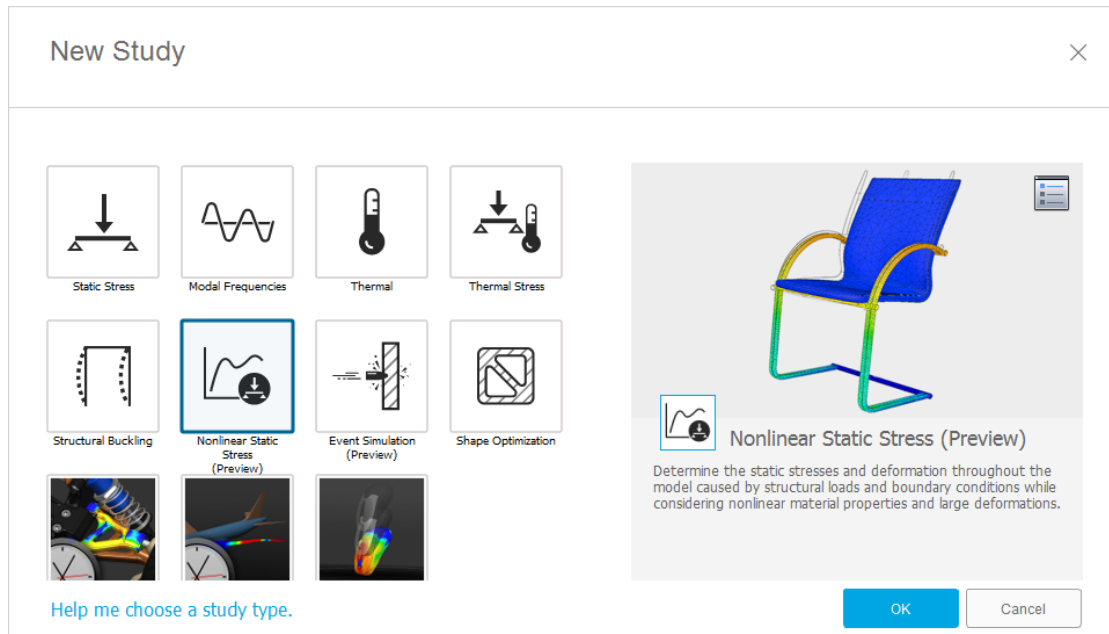 New Study
Static Stress
Modal Frequencies
Thermal
Thermal Stress
Structural Buckling
Nonlinear Static
Stress
(Preview)
Event Simulation
(Preview)
Shape Optimization
Nonlinear Static Stress (Preview)
Determine the static stresses and deformation throughout the
model caused by structural loads and boundary conditions while
considering nonlinear material properties and large deformations.
Help me choose a study type.
OK
Cancel